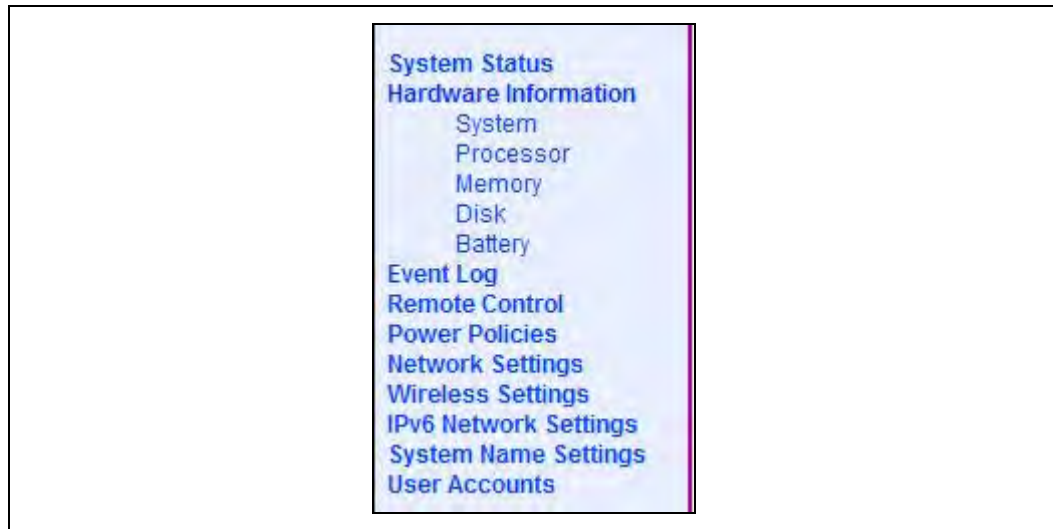 System Status
Hardware Information
System
Processor
Memory
Disk
Battery
Event Log
Remote Control
Power Policies
Network Settings
Wireless Settings
IPv6 Network Settings
System Name Settings
User Accounts